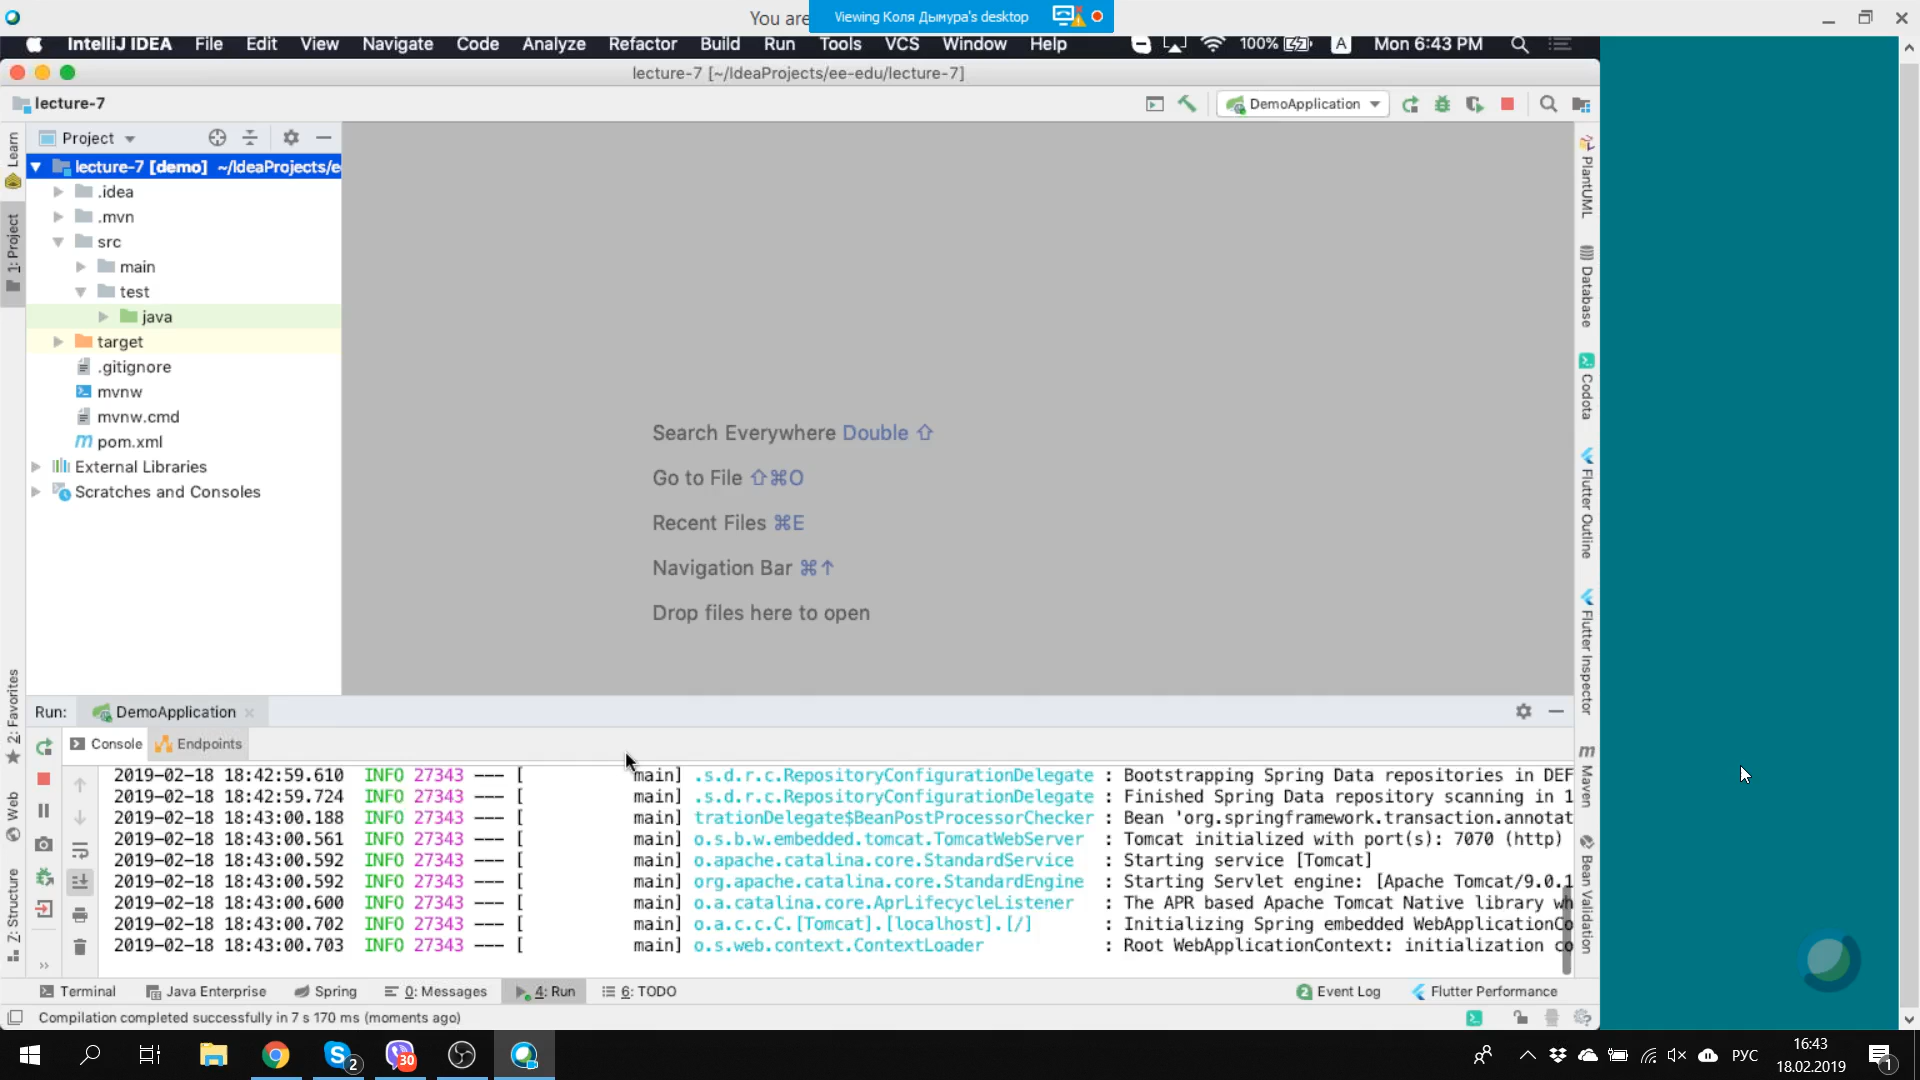 You are
Viewing Коля Дымура's desktop
IntelliJ IDEA File Edit View Navigate Code Analyze Refactor Build Run Tools VCS Window Help 100% A Mon 6:43 PM
lecture-7 [~/IdeaProjects/ee-edu/lecture-7]
lecture-7
DemoApplication
Project
lecture-7 [demo] ~/IdeaProjects/e
.idea
.mvn
src
main
test
java
target
.gitignore
mvnw
mvnw.cmd
pom.xml
External Libraries
Scratches and Consoles
Learn
1: Project
2: Favorites
Web
Z: Structure
Search Everywhere Double ⇧
Go to File ⇧⌘O
Recent Files ⌘E
Navigation Bar ⌘↑
Drop files here to open
PlantUML
Database
Codota
Flutter Outline
Flutter Inspector
Maven
Bean Validation
Run: DemoApplication
Console Endpoints
2019-02-18 18:42:59.610 INFO 27343 --- [ main] .s.d.r.c.RepositoryConfigurationDelegate : Bootstrapping Spring Data repositories in DEF
2019-02-18 18:42:59.724 INFO 27343 --- [ main] .s.d.r.c.RepositoryConfigurationDelegate : Finished Spring Data repository scanning in 1
2019-02-18 18:43:00.188 INFO 27343 --- [ main] trationDelegate$BeanPostProcessorChecker : Bean 'org.springframework.transaction.annotat
2019-02-18 18:43:00.561 INFO 27343 --- [ main] o.s.b.w.embedded.tomcat.TomcatWebServer : Tomcat initialized with port(s): 7070 (http)
2019-02-18 18:43:00.592 INFO 27343 --- [ main] o.apache.catalina.core.StandardService : Starting service [Tomcat]
2019-02-18 18:43:00.592 INFO 27343 --- [ main] org.apache.catalina.core.StandardEngine : Starting Servlet engine: [Apache Tomcat/9.0.1
2019-02-18 18:43:00.600 INFO 27343 --- [ main] o.a.catalina.core.AprLifecycleListener : The APR based Apache Tomcat Native library wh
2019-02-18 18:43:00.702 INFO 27343 --- [ main] o.a.c.c.C.[Tomcat].[localhost].[/] : Initializing Spring embedded WebApplicationCo
2019-02-18 18:43:00.703 INFO 27343 --- [ main] o.s.web.context.ContextLoader : Root WebApplicationContext: initialization co
Terminal Java Enterprise Spring 0: Messages 4: Run 6: TODO 2 Event Log Flutter Performance
Compilation completed successfully in 7 s 170 ms (moments ago)
2
30
РУС
16:43
18.02.2019
1